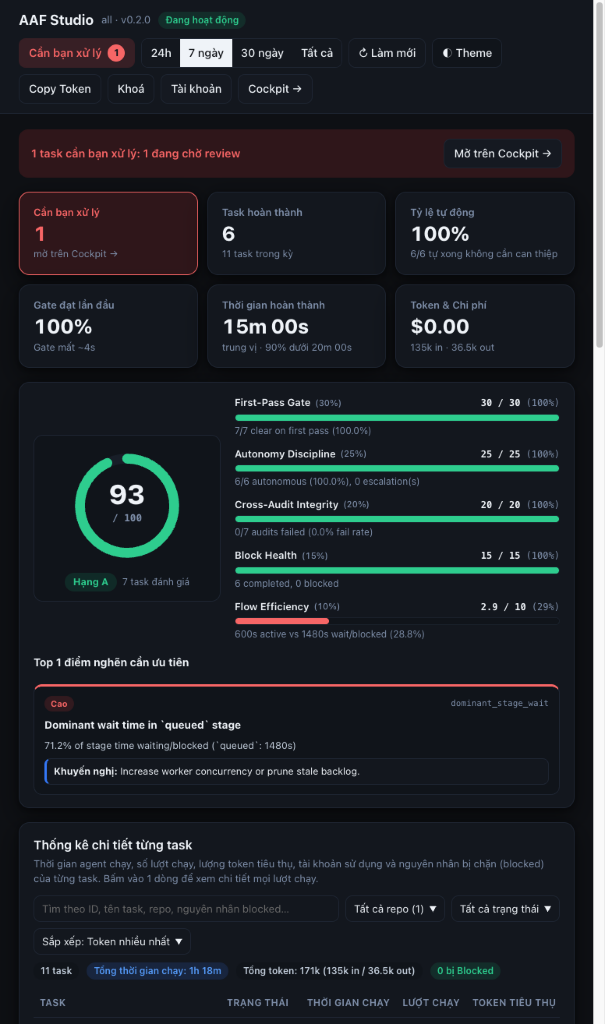 AAF Studio all · v0.2.0 Đang hoạt động
Cần bạn xử lý 1 24h 7 ngày 30 ngày Tất cả ↻ Làm mới ◐ Theme
Copy Token Khoá Tài khoản Cockpit →
1 task cần bạn xử lý: 1 đang chờ review Mở trên Cockpit →
Cần bạn xử lý
1
mở trên Cockpit →
Task hoàn thành
6
11 task trong kỳ
Tỷ lệ tự động
100%
6/6 tự xong không cần can thiệp
Gate đạt lần đầu
100%
Gate mất ~4s
Thời gian hoàn thành
15m 00s
trung vị · 90% dưới 20m 00s
Token & Chi phí
$0.00
135k in · 36.5k out
93
/ 100
Hạng A 7 task đánh giá
First-Pass Gate (30%) 30 / 30 (100%)
7/7 clear on first pass (100.0%)
Autonomy Discipline (25%) 25 / 25 (100%)
6/6 autonomous (100.0%), 0 escalation(s)
Cross-Audit Integrity (20%) 20 / 20 (100%)
0/7 audits failed (0.0% fail rate)
Block Health (15%) 15 / 15 (100%)
6 completed, 0 blocked
Flow Efficiency (10%) 2.9 / 10 (29%)
600s active vs 1480s wait/blocked (28.8%)
Top 1 điểm nghẽn cần ưu tiên
Cao dominant_stage_wait
Dominant wait time in `queued` stage
71.2% of stage time waiting/blocked (`queued`: 1480s)
Khuyến nghị: Increase worker concurrency or prune stale backlog.
Thống kê chi tiết từng task
Thời gian agent chạy, số lượt chạy, lượng token tiêu thụ, tài khoản sử dụng và nguyên nhân bị chặn (blocked)
của từng task. Bấm vào 1 dòng để xem chi tiết mọi lượt chạy.
Tìm theo ID, tên task, repo, nguyên nhân blocked... Tất cả repo (1) ▼ Tất cả trạng thái ▼
Sắp xếp: Token nhiều nhất ▼
11 task Tổng thời gian chạy: 1h 18m Tổng token: 171k (135k in / 36.5k out) 0 bị Blocked
TASK TRẠNG THÁI THỜI GIAN CHẠY LƯỢT CHẠY TOKEN TIÊU THỤ